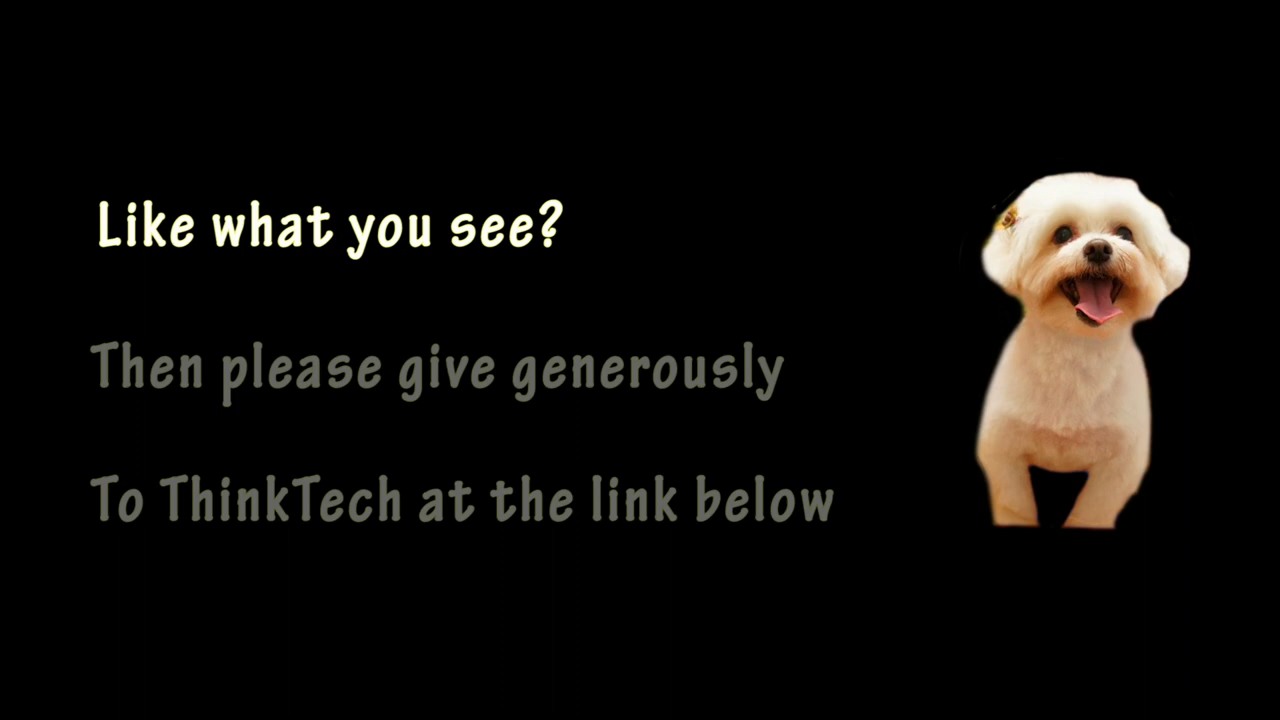 Like what you see?
Then please give generously
To ThinkTech at the link below